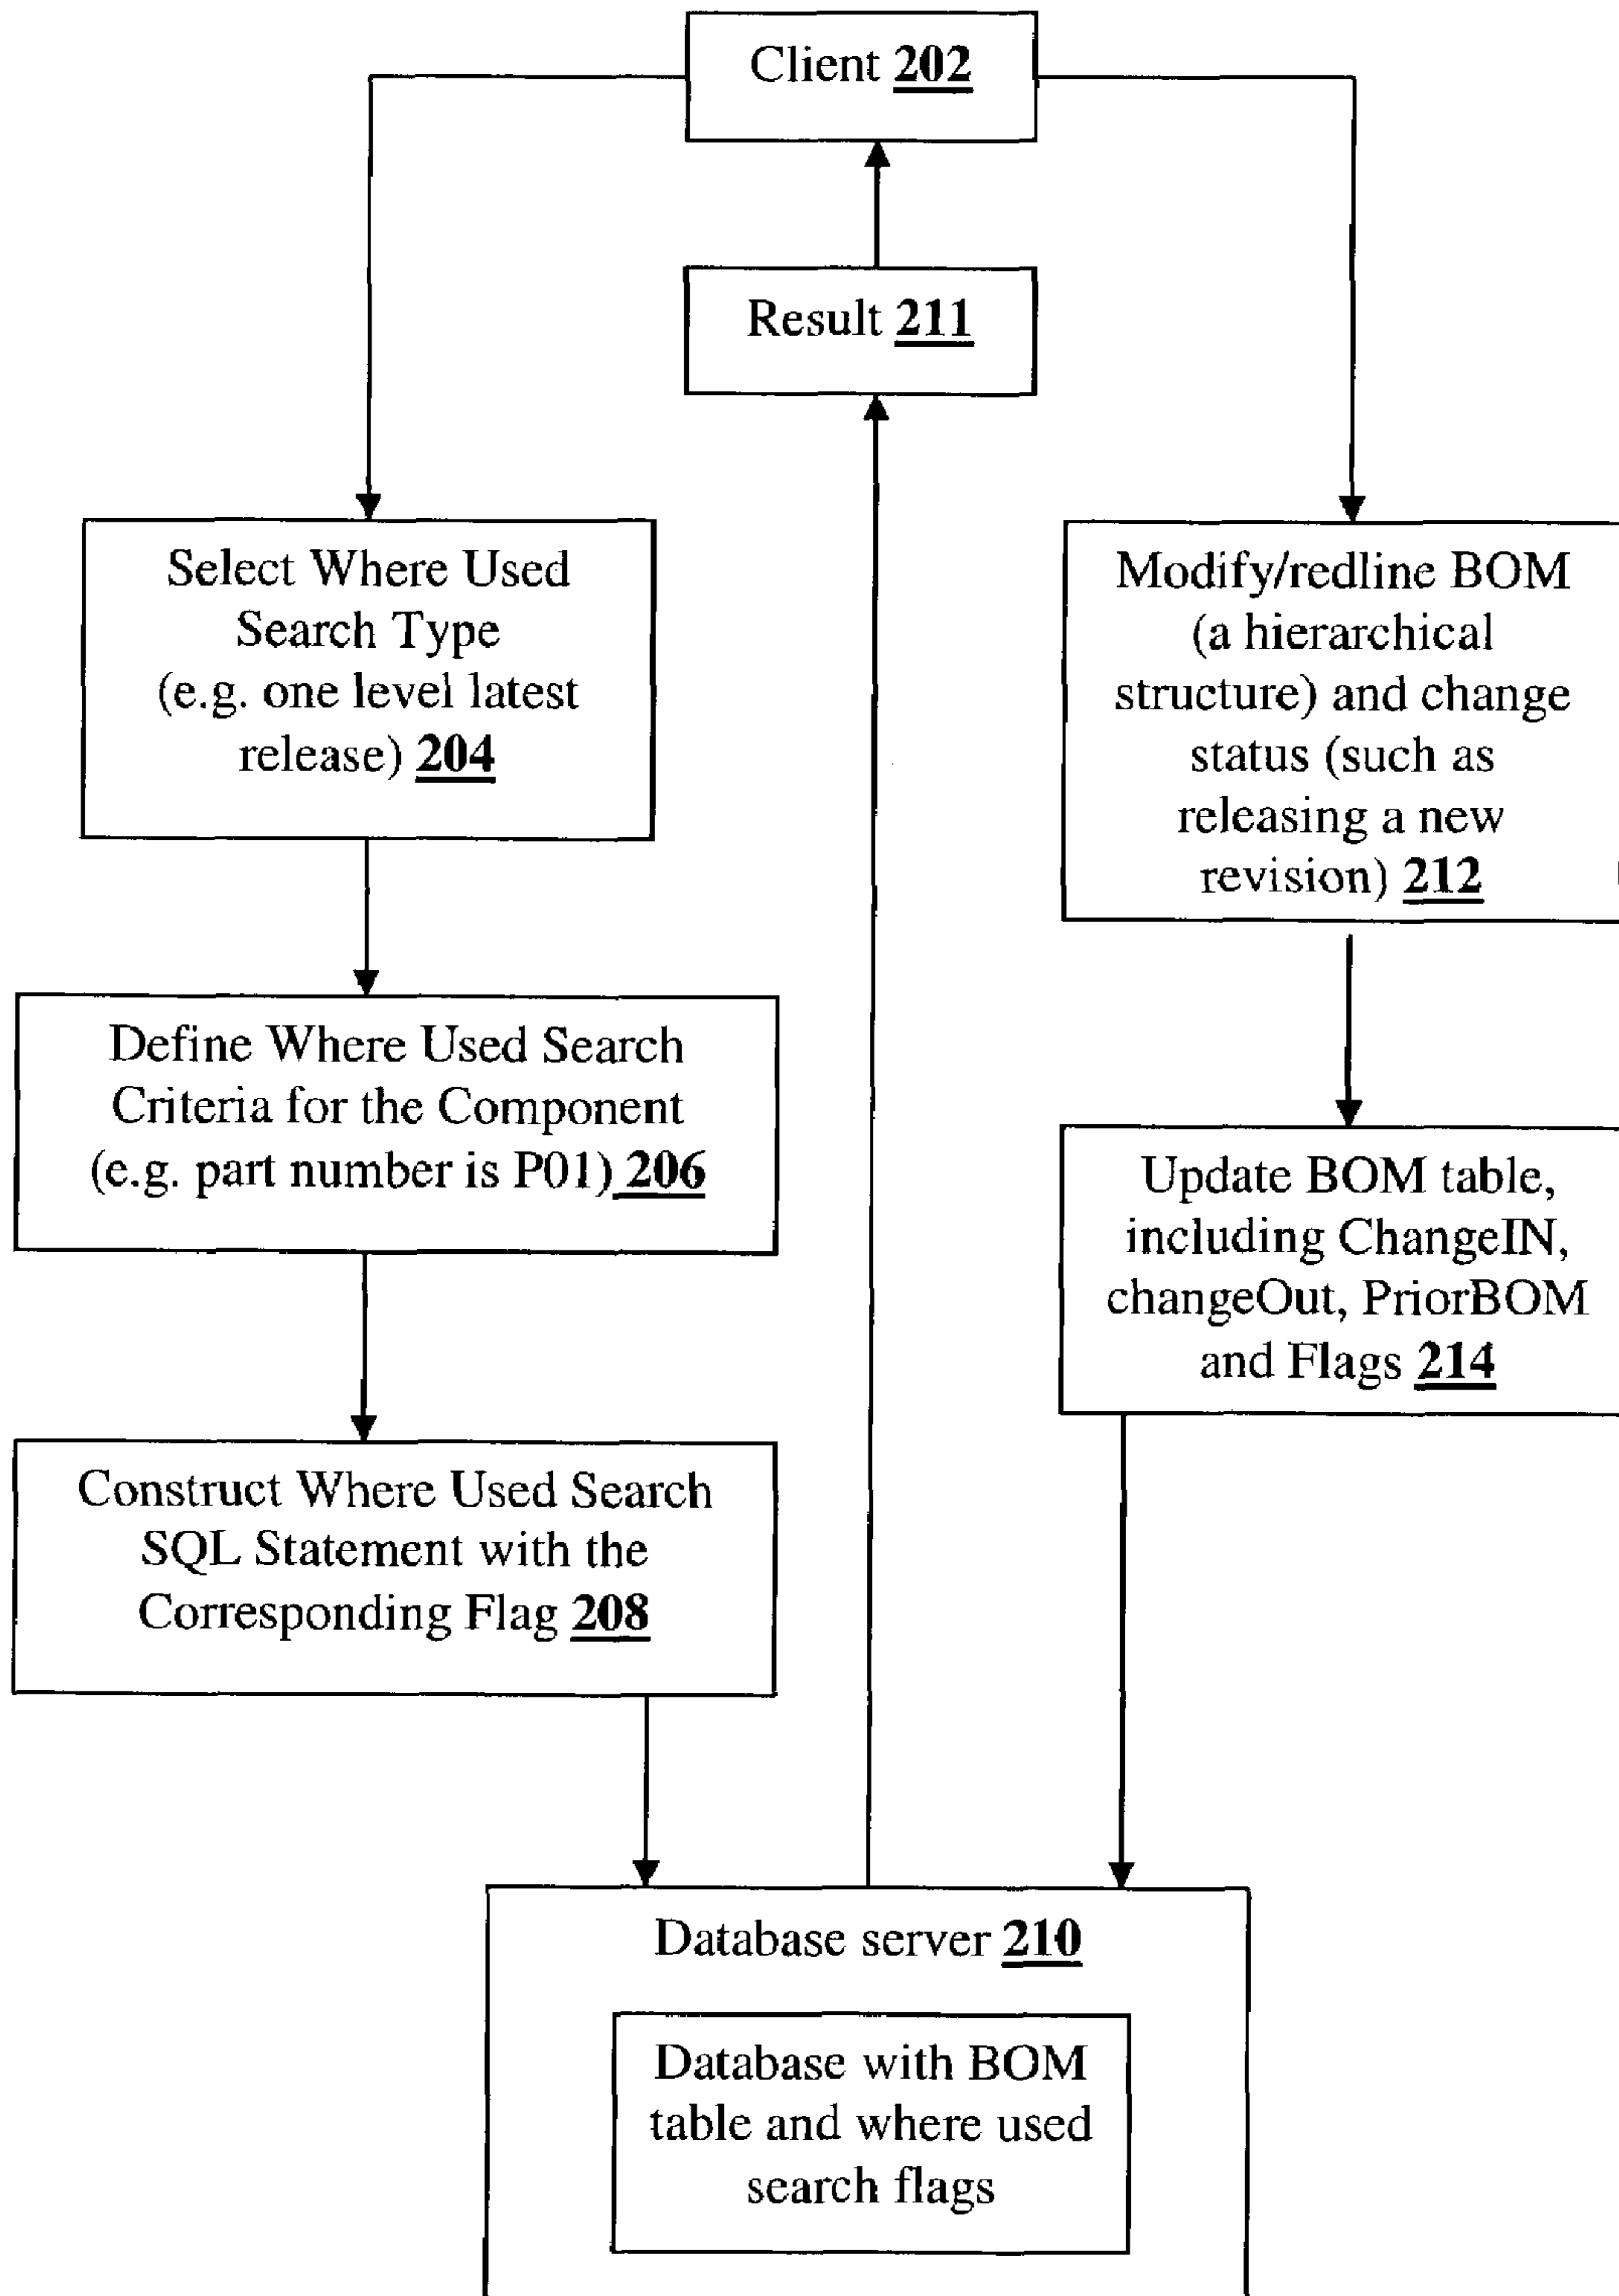 Client 202
Result 211
Select Where Used
Search Type
(e.g. one level latest
release) 204
Modify/redline BOM
(a hierarchical
structure) and change
status (such as
releasing a new
revision) 212
Define Where Used Search
Criteria for the Component
(e.g. part number is P01) 206
Update BOM table,
including ChangeIN,
changeOut, PriorBOM
and Flags 214
Construct Where Used Search
SQL Statement with the
Corresponding Flag 208
Database server 210
Database with BOM
table and where used
search flags